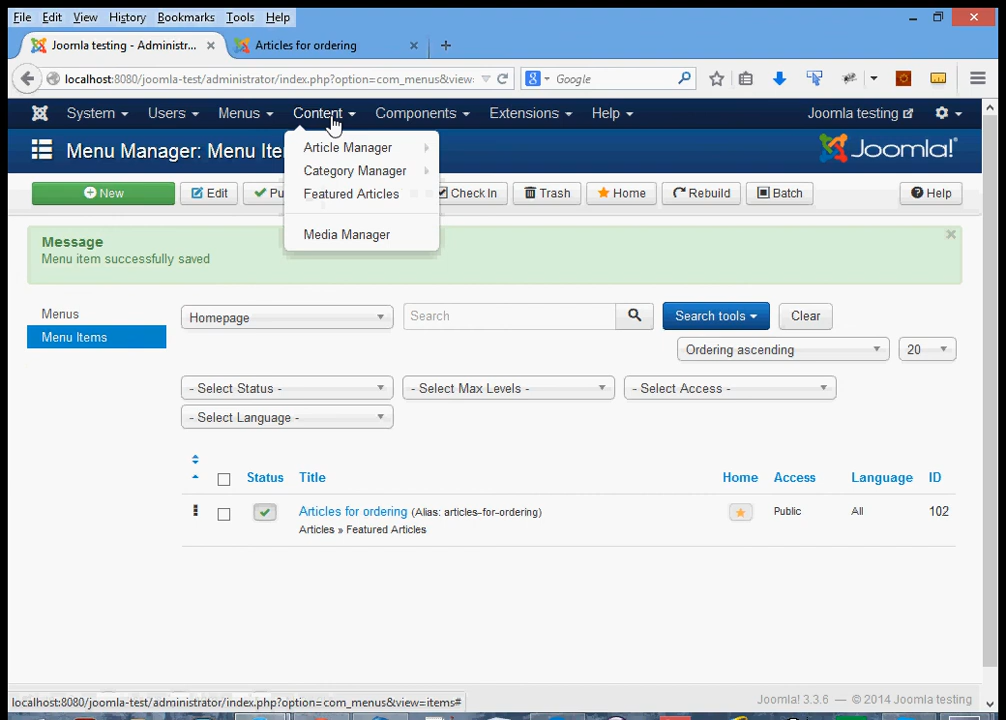 File Edit View History Bookmarks Tools Help
Joomla testing - Administr... Articles for ordering
localhost:8080/joomla-test/administrator/index.php?option=com_menus&view: Google
System Users Menus Content Components Extensions Help Joomla testing
Menu Manager: Menu Ite Joomla!
Article Manager
Category Manager
Featured Articles
Media Manager
New Edit Pu Check In Trash Home Rebuild Batch Help
Message
Menu item successfully saved
Menus
Menu Items
Homepage Search Search tools Clear
Ordering ascending 20
- Select Status - - Select Max Levels - - Select Access -
- Select Language -
Status Title Home Access Language ID
Articles for ordering (Alias: articles-for-ordering) Public All 102
Articles » Featured Articles
localhost:8080/joomla-test/administrator/index.php?option=com_menus&view=items#
Joomla! 3.3.6 — © 2014 Joomla testing